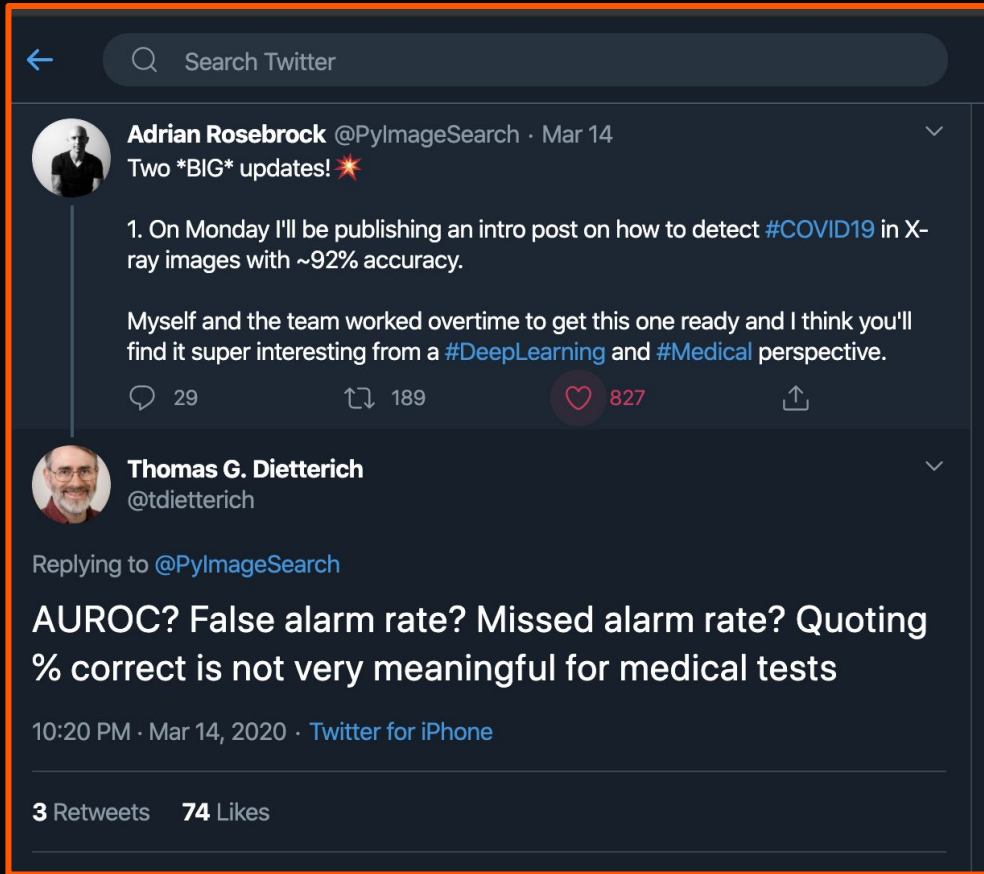 Search Twitter
Adrian Rosebrock @PyImageSearch · Mar 14
Two *BIG* updates!💥
1. On Monday I'll be publishing an intro post on how to detect #COVID19 in X-
ray images with ~92% accuracy.
Myself and the team worked overtime to get this one ready and I think you'll
find it super interesting from a #DeepLearning and #Medical perspective.
29 189 827
Thomas G. Dietterich
@tdietterich
Replying to @PyImageSearch
AUROC? False alarm rate? Missed alarm rate? Quoting
% correct is not very meaningful for medical tests
10:20 PM · Mar 14, 2020 · Twitter for iPhone
3 Retweets 74 Likes